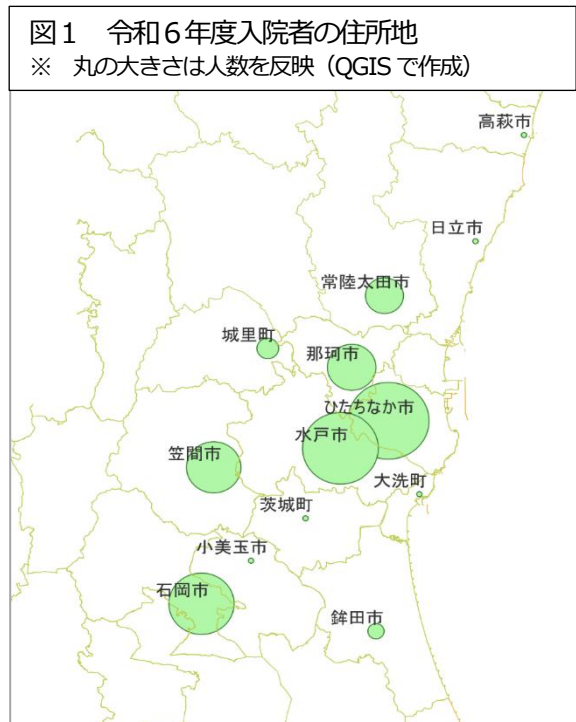 図１　令和６年度入院者の住所地
※　丸の大きさは人数を反映（QGIS で作成）
高萩市
日立市
常陸太田市
城里町
那珂市
ひたちなか市
水戸市
笠間市
大洗町
茨城町
小美玉市
石岡市
鉾田市